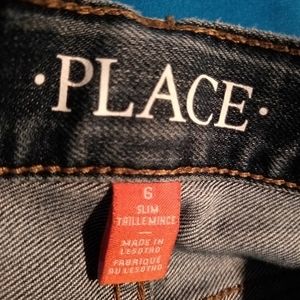 ·PLACE·
6
SLIM
TAILLE MINCE
MADE IN
LESOTHO
FABRIQUÉ
AU LESOTHO